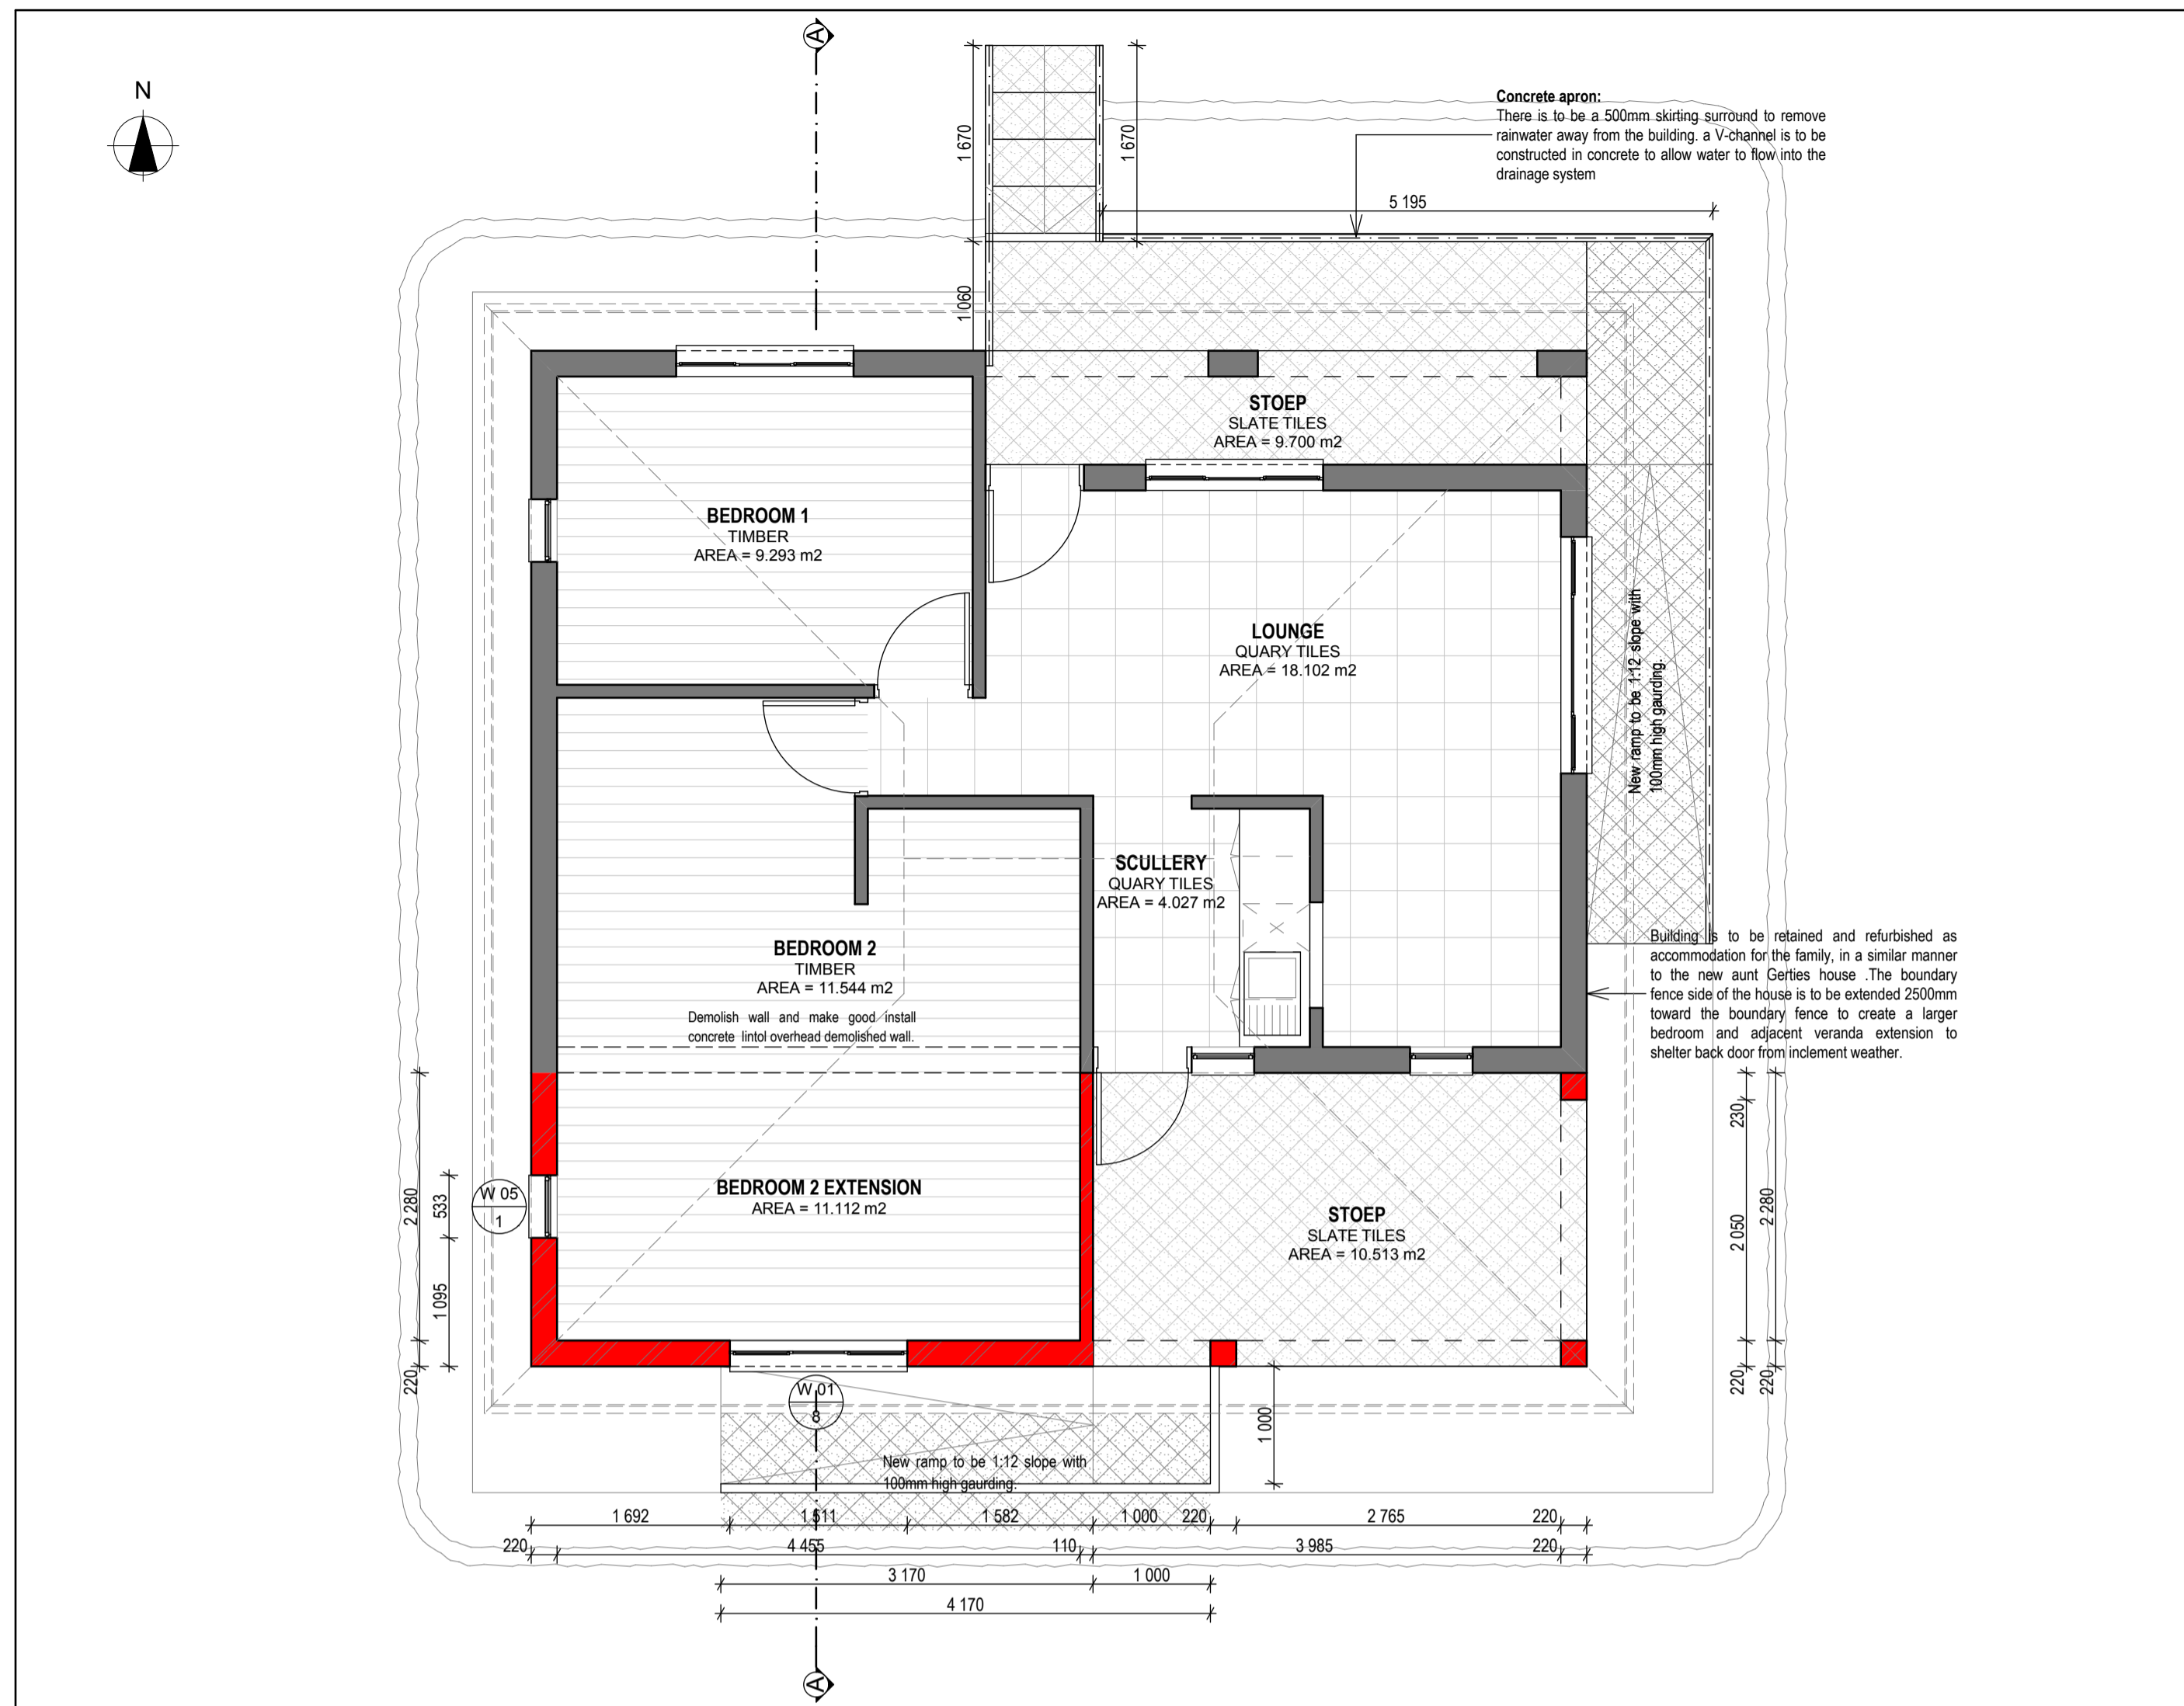 A
N
Concrete apron:
There is to be a 500mm skirting surround to remove
rainwater away from the building. a V-channel is to be
constructed in concrete to allow water to flow into the
drainage system
1 670
1 670
5 195
1 060
STOEP
SLATE TILES
AREA = 9.700 m2
BEDROOM 1
TIMBER
AREA = 9.293 m2
LOUNGE
QUARY TILES
AREA = 18.102 m2
New ramp to be 1:12 slope with
100mm high gaurding.
SCULLERY
QUARY TILES
AREA = 4.027 m2
BEDROOM 2
TIMBER
AREA = 11.544 m2
Demolish wall and make good install
concrete lintol overhead demolished wall.
Building is to be retained and refurbished as
accommodation for the family, in a similar manner
to the new aunt Gerties house .The boundary
fence side of the house is to be extended 2500mm
toward the boundary fence to create a larger
bedroom and adjacent veranda extension to
shelter back door from inclement weather.
BEDROOM 2 EXTENSION
AREA = 11.112 m2
STOEP
SLATE TILES
AREA = 10.513 m2
W 05
1
2 280
533
1 095
220
230
2 050
2 280
220
220
W 01
8
1 000
New ramp to be 1:12 slope with
100mm high gaurding.
1 692
1 511
1 582
1 000
220
2 765
220
220
4 455
110
3 985
220
3 170
1 000
4 170
A